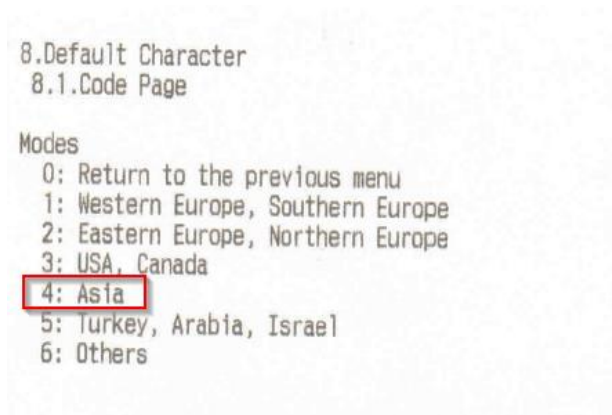 8.Default Character
8.1.Code Page
Modes
0: Return to the previous menu
1: Western Europe, Southern Europe
2: Eastern Europe, Northern Europe
3: USA, Canada
4: Asia
5: Turkey, Arabia, Israel
6: Others